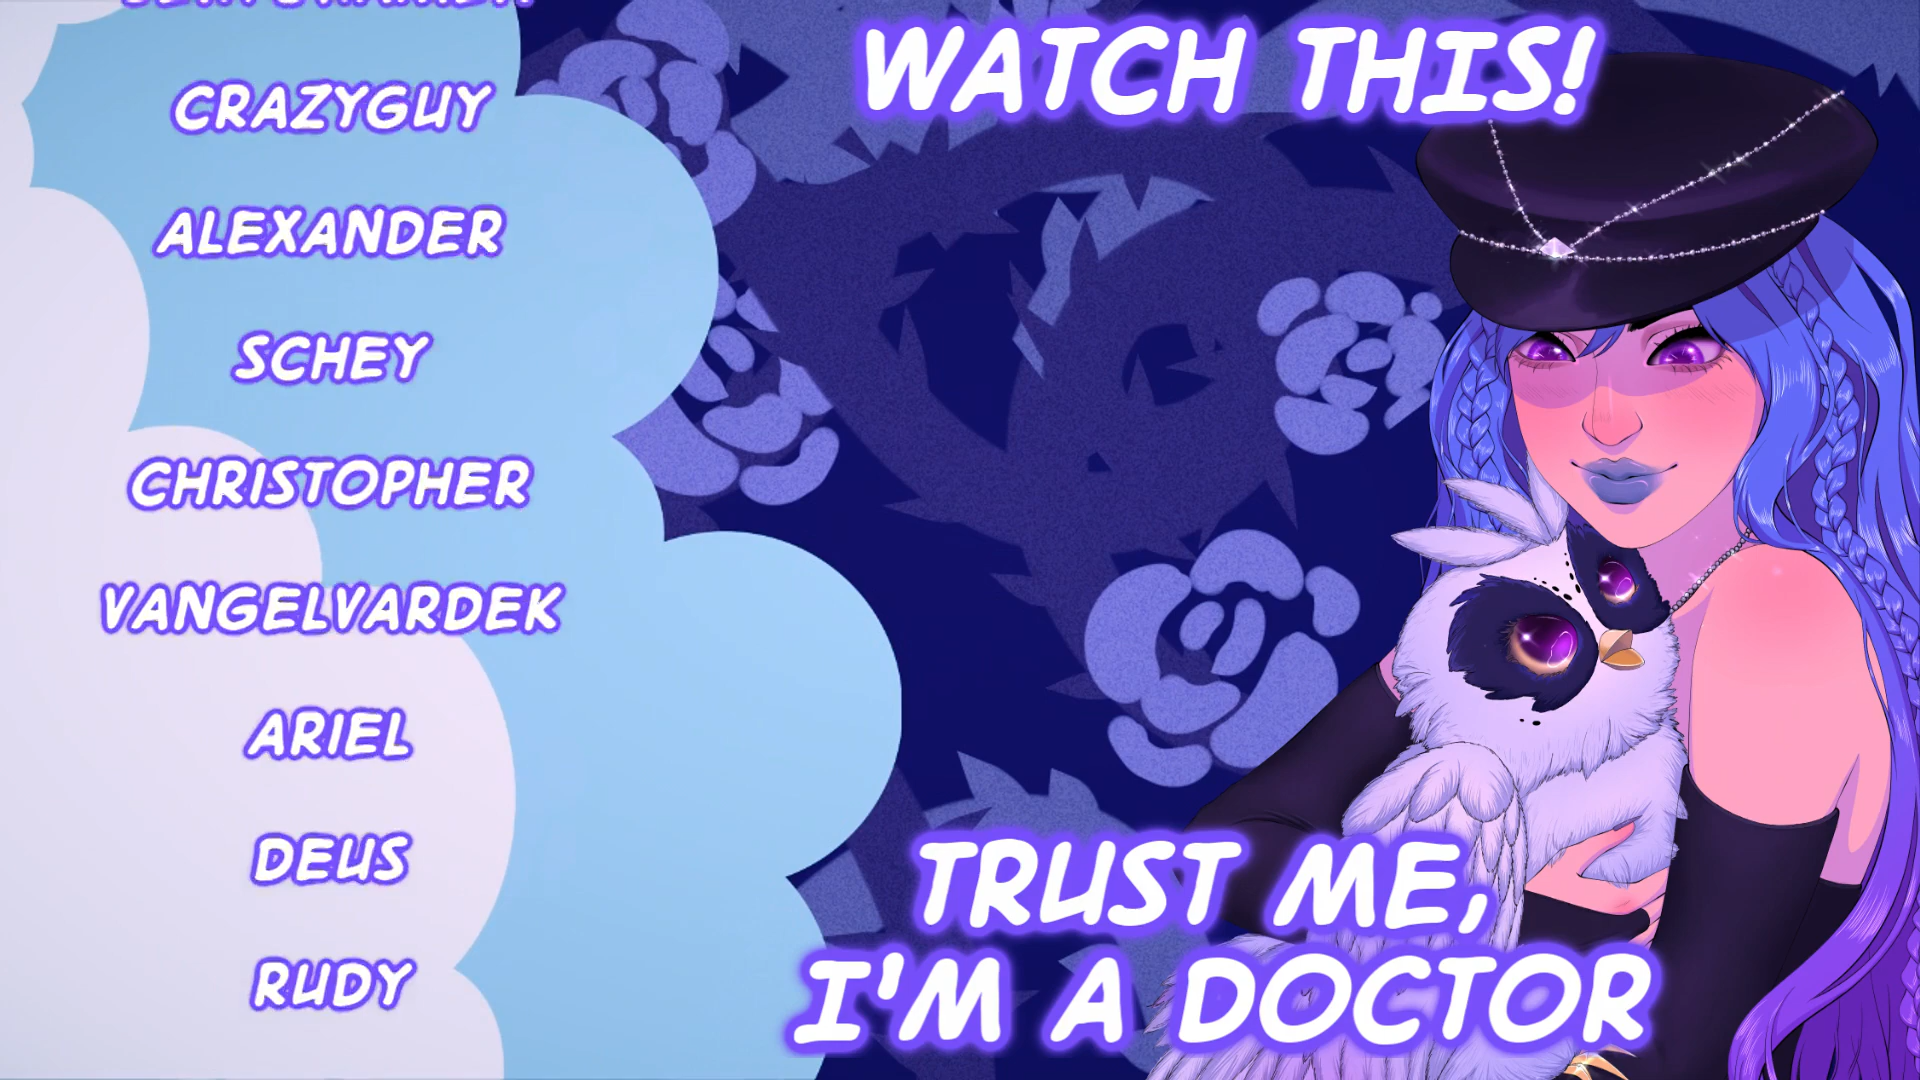 CRAZYGUY
ALEXANDER
SCHEY
CHRISTOPHER
VANGELVARDEK
ARIEL
DEUS
RUDY
WATCH THIS!
TRUST ME,
I'M A DOCTOR